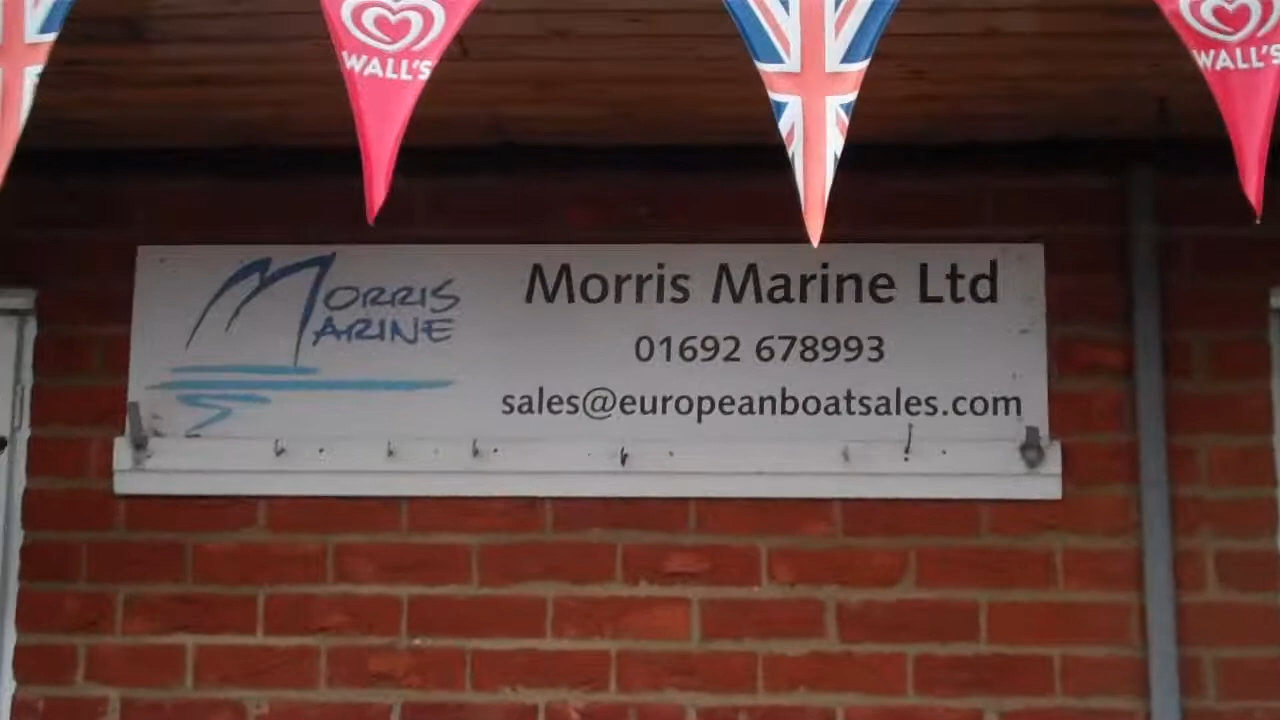 WALL'S
WALL'S
MORRIS
MARINE
Morris Marine Ltd
01692 678993
sales@europeanboatsales.com